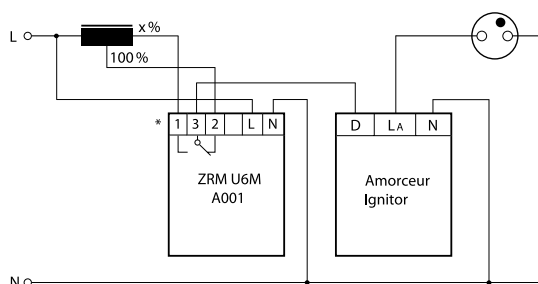 x%
L
100%
* 1 3 2 L N
D LA N
ZRM U6M
A001
Amorceur
Ignitor
N